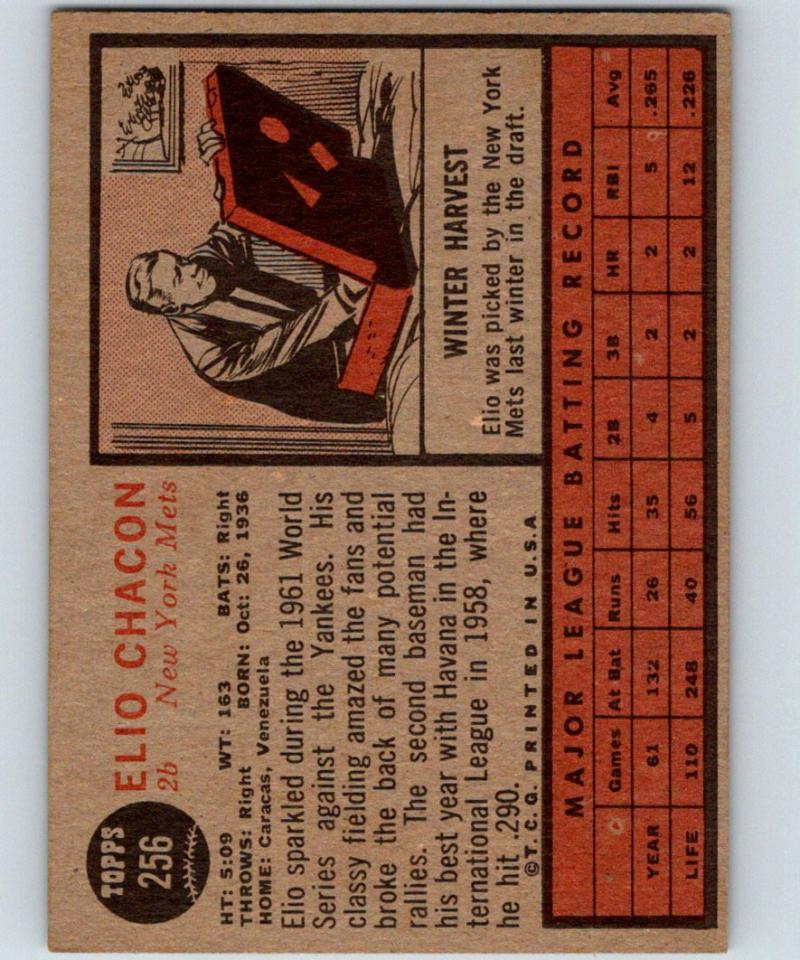 TOPPS
256
ELIO CHACON
2b New York Mets
HT: 5:09 WT: 163 BATS: Right
THROWS: Right BORN: Oct: 26, 1936
HOME: Caracas, Venezuela
Elio sparkled during the 1961 World
Series against the Yankees. His
classy fielding amazed the fans and
broke the back of many potential
rallies. The second baseman had
his best year with Havana in the In-
ternational League in 1958, where
he hit .290.
©T.C.G. PRINTED IN U.S.A
WINTER HARVEST
Elio was picked by the New York
Mets last winter in the draft.
MAJOR LEAGUE BATTING RECORD
Games At Bat Runs Hits 2B 3B HR RBI Avg
YEAR 61 132 26 35 4 2 2 5 .265
LIFE 110 248 40 56 5 2 2 12 .226